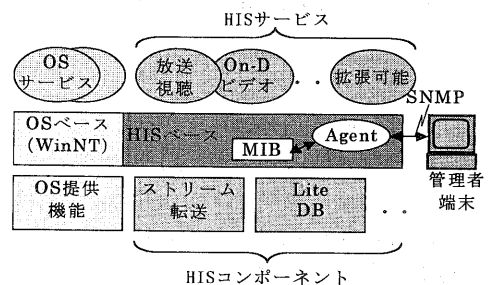 HISサービス
OS
サービス
放送
視聴
On-D
ビデオ
・・
拡張可能
SNMP
OSベース
(WinNT)
HISベース
MIB
Agent
管理者
端末
OS提供
機能
ストリーム
転送
Lite
DB
・・
HISコンポーネント